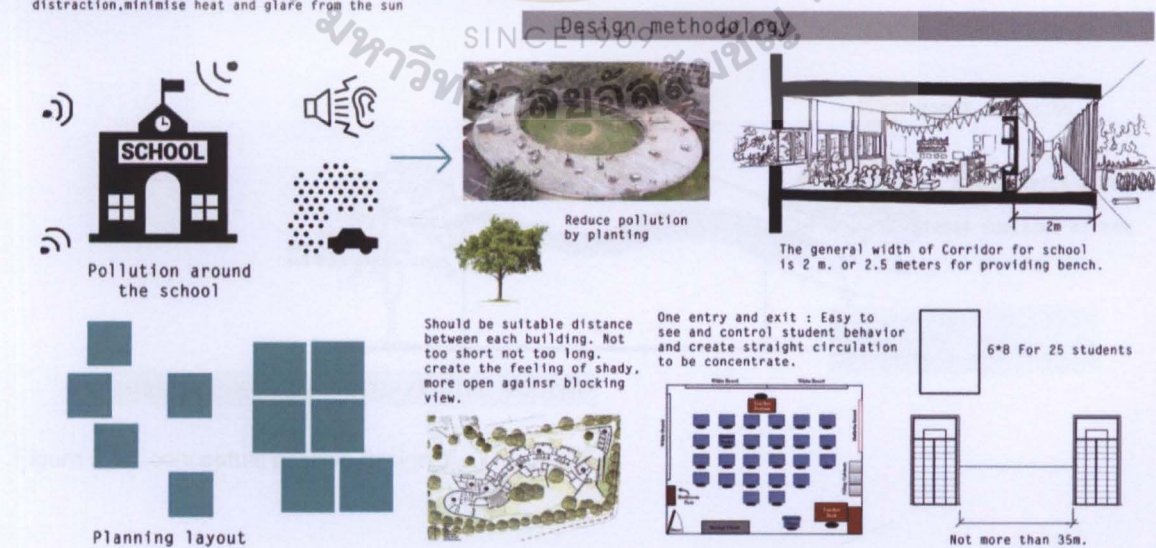 distraction,minimise heat and glare from the sun
Design methodology
SINCE1969
SCHOOL
Pollution around
the school
Reduce pollution
by planting
2m
The general width of Corridor for school
is 2 m. or 2.5 meters for providing bench.
Planning layout
Should be suitable distance
between each building. Not
too short not too long.
create the feeling of shady,
more open againsr blocking
view.
One entry and exit : Easy to
see and control student behavior
and create straight circulation
to be concentrate.
White Board
White Board
6*8 For 25 students
Not more than 35m.